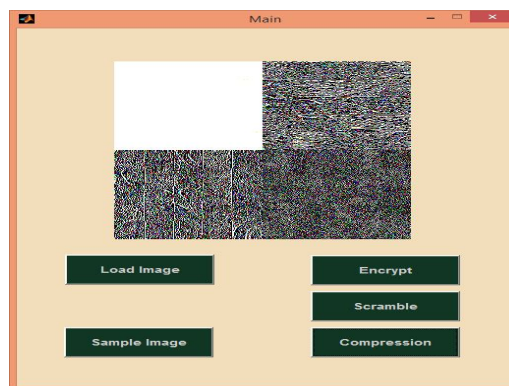 Main
Load Image
Encrypt
Scramble
Sample Image
Compression